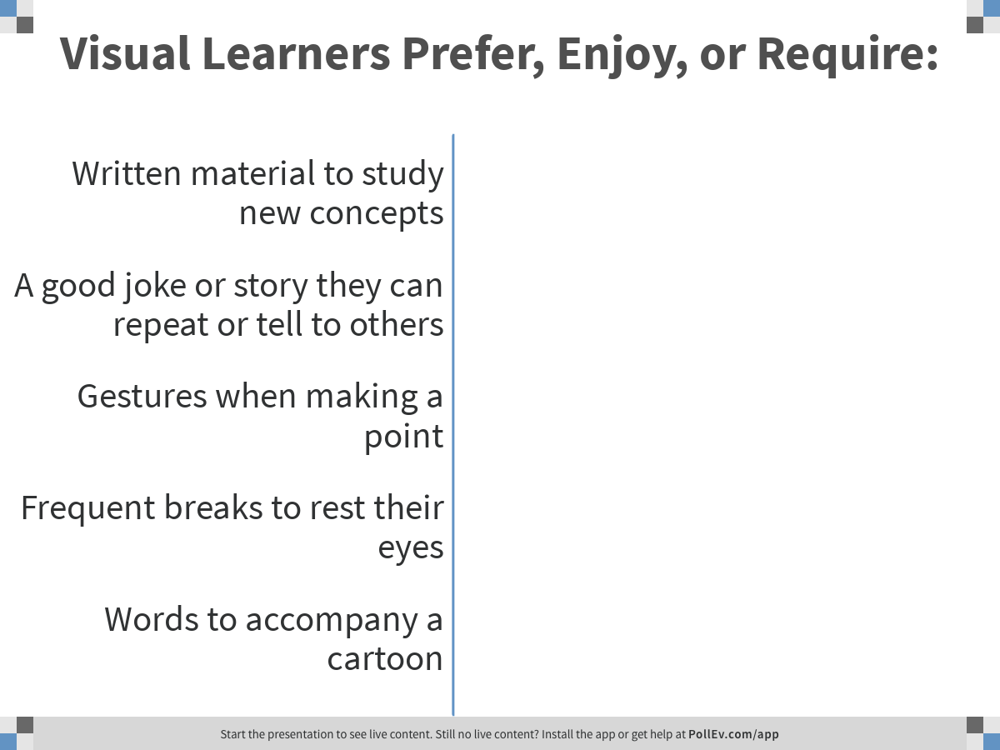 Visual Learners Prefer, Enjoy, or Require:
Written material to study
new concepts
A good joke or story they can
repeat or tell to others
Gestures when making a
point
Frequent breaks to rest their
eyes
Words to accompany a
cartoon
Start the presentation to see live content. Still no live content? Install the app or get help at PollEv.com/app